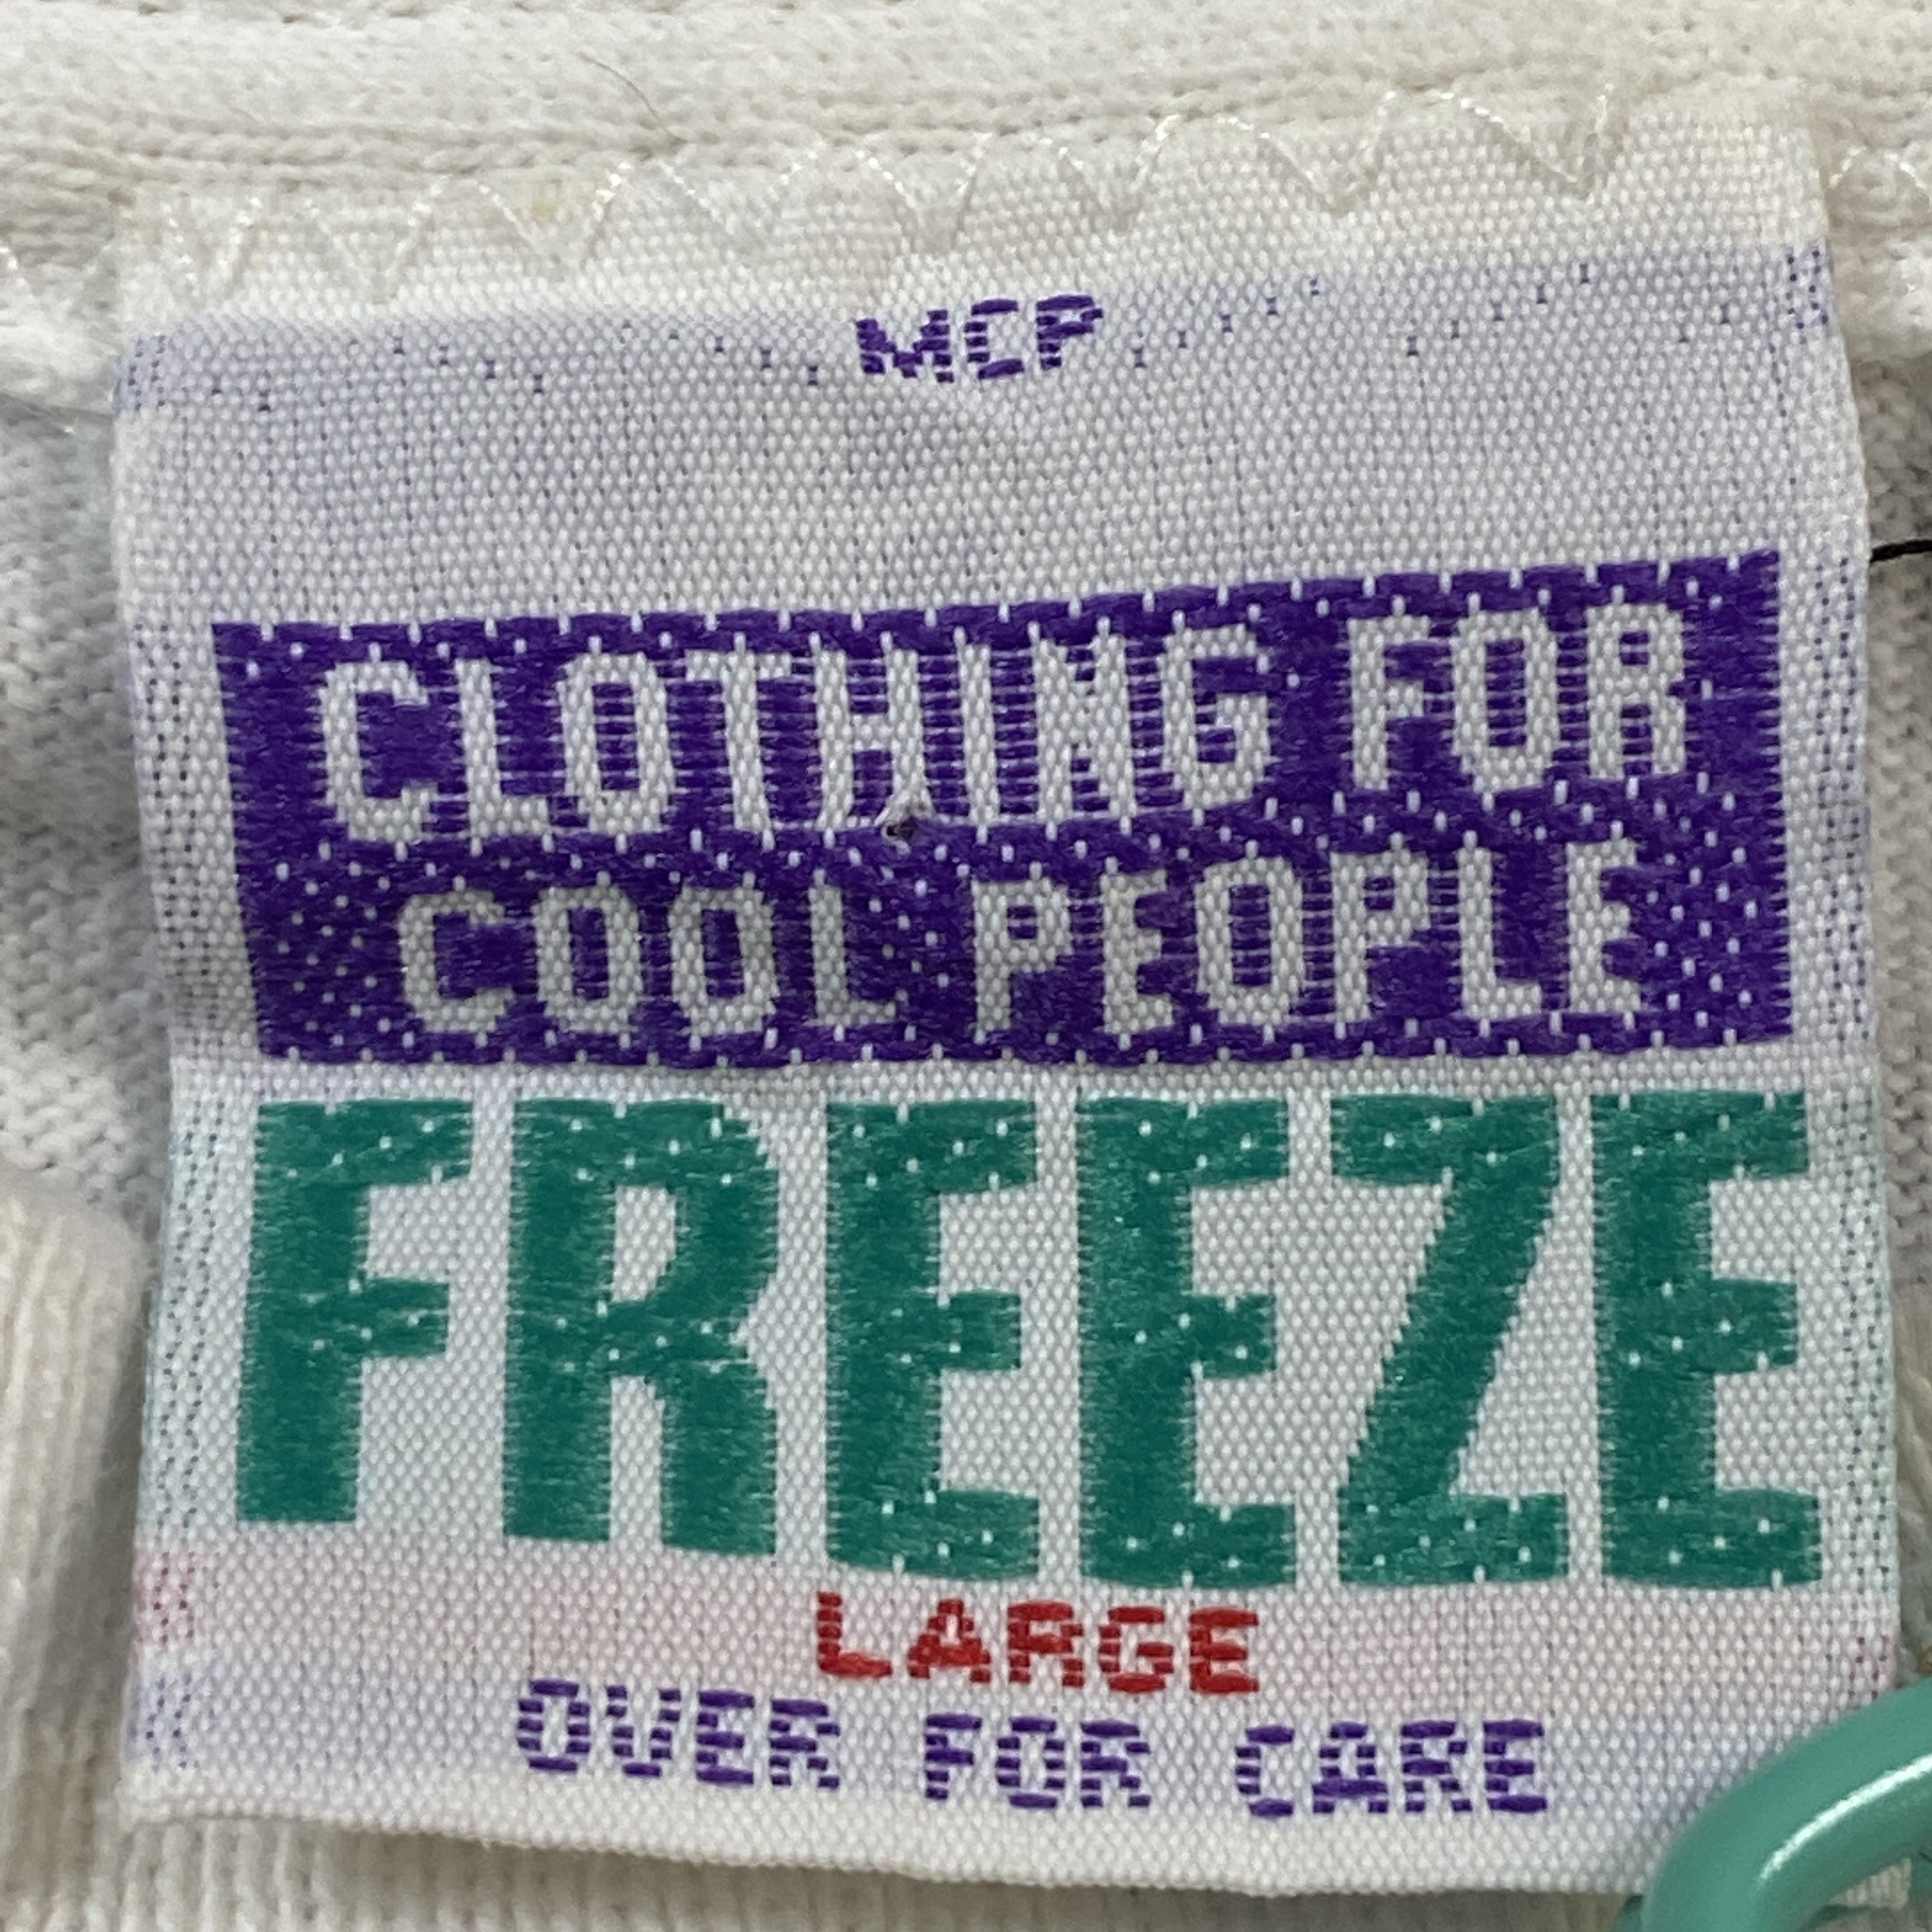 MCP
CLOTHING FOR
COOL PEOPLE
FREEZE
LARGE
OVER FOR CARE